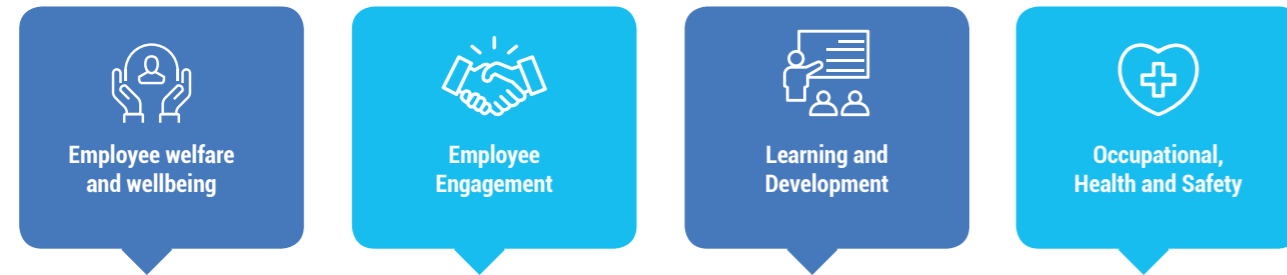 Employee welfare
and wellbeing
Employee
Engagement
Learning and
Development
Occupational,
Health and Safety